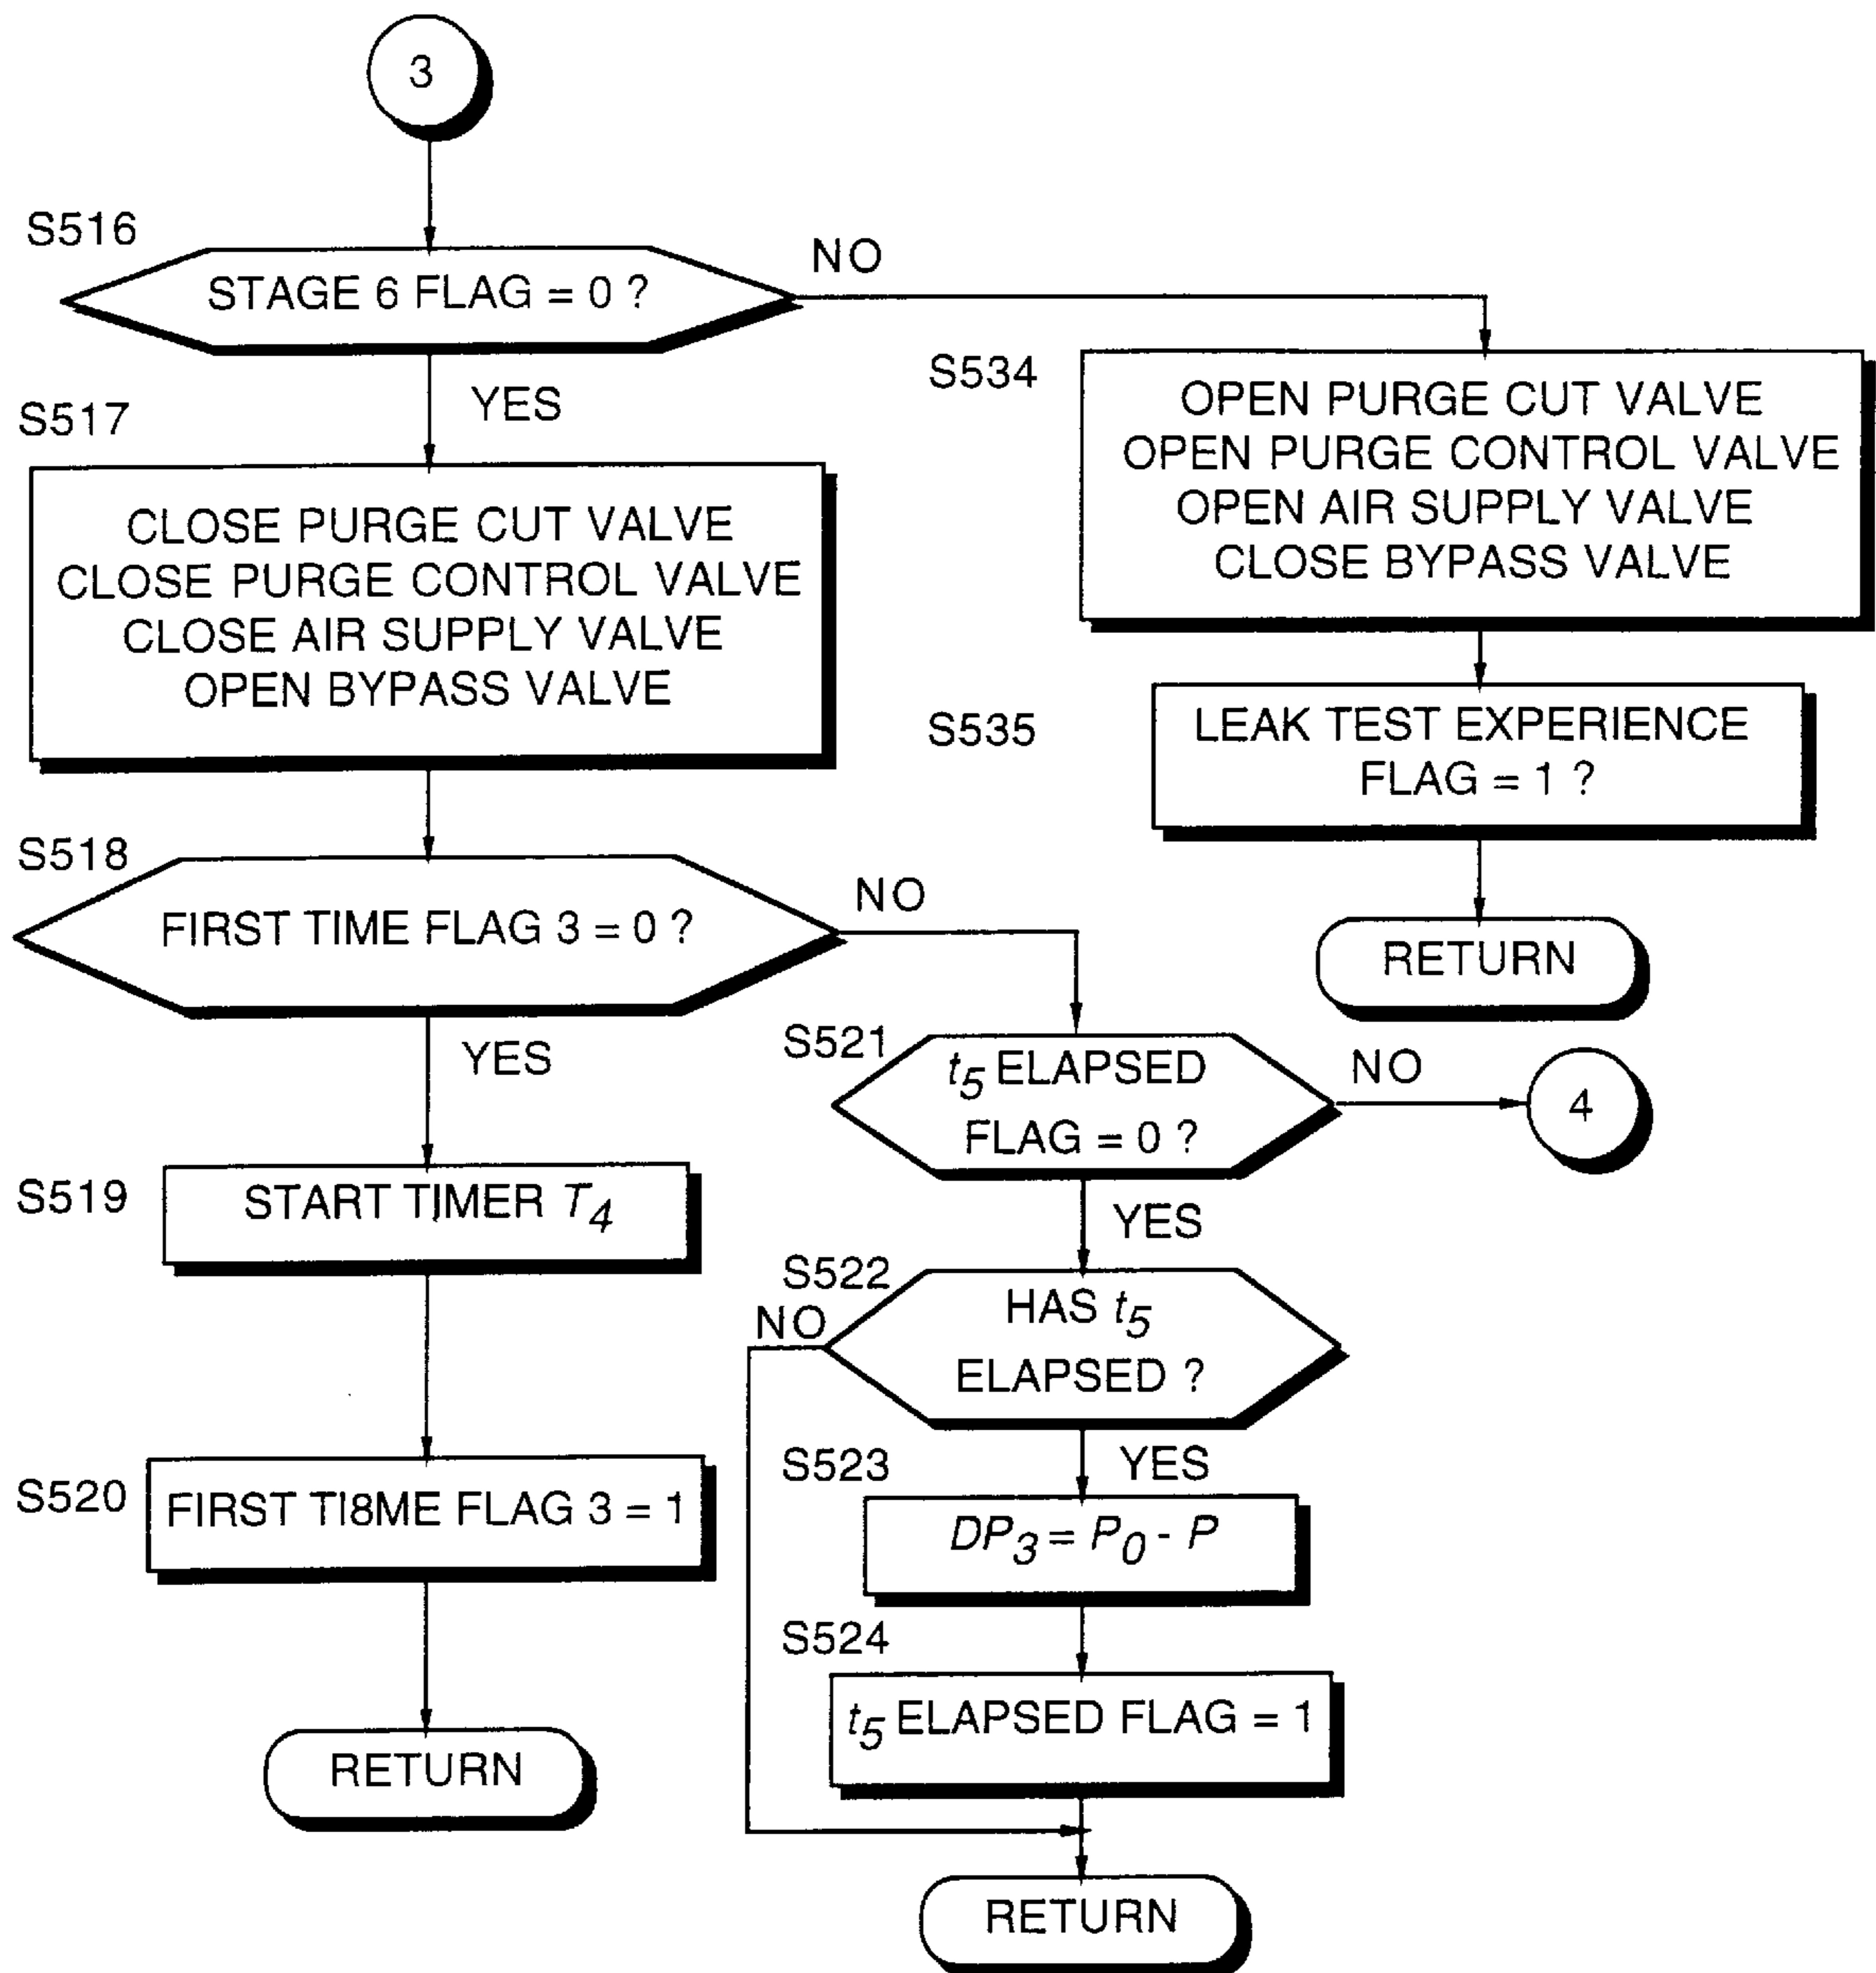 3
S516
STAGE 6 FLAG = 0 ?
NO
YES
S517
CLOSE PURGE CUT VALVE
CLOSE PURGE CONTROL VALVE
CLOSE AIR SUPPLY VALVE
OPEN BYPASS VALVE
S534
OPEN PURGE CUT VALVE
OPEN PURGE CONTROL VALVE
OPEN AIR SUPPLY VALVE
CLOSE BYPASS VALVE
S535
LEAK TEST EXPERIENCE
FLAG = 1 ?
RETURN
S518
FIRST TIME FLAG 3 = 0 ?
NO
YES
S519
START TIMER T4
S520
FIRST TI8ME FLAG 3 = 1
RETURN
S521
t5 ELAPSED
FLAG = 0 ?
NO
4
YES
S522
NO
HAS t5
ELAPSED ?
YES
S523
DP3 = P0 - P
S524
t5 ELAPSED FLAG = 1
RETURN